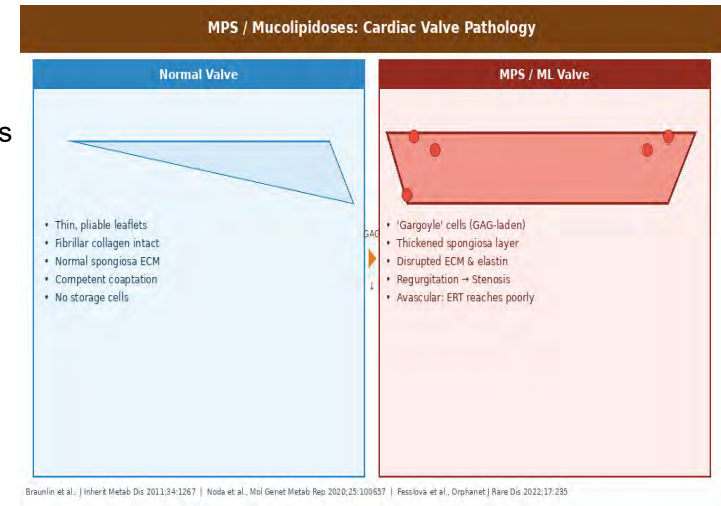 MPS / Mucolipidoses: Cardiac Valve Pathology
Normal Valve
MPS / ML Valve
s
GAG
• Thin, pliable leaflets
• Fibrillar collagen intact
• Normal spongiosa ECM
• Competent coaptation
• No storage cells
↓
• 'Gargoyle' cells (GAG-laden)
• Thickened spongiosa layer
• Disrupted ECM & elastin
• Regurgitation → Stenosis
• Avascular: ERT reaches poorly
Braunlin et al., J Inherit Metab Dis 2011;34:1267 | Noda et al., Mol Genet Metab Rep 2020;25:100657 | Fesslova et al., Orphanet J Rare Dis 2022;17:235